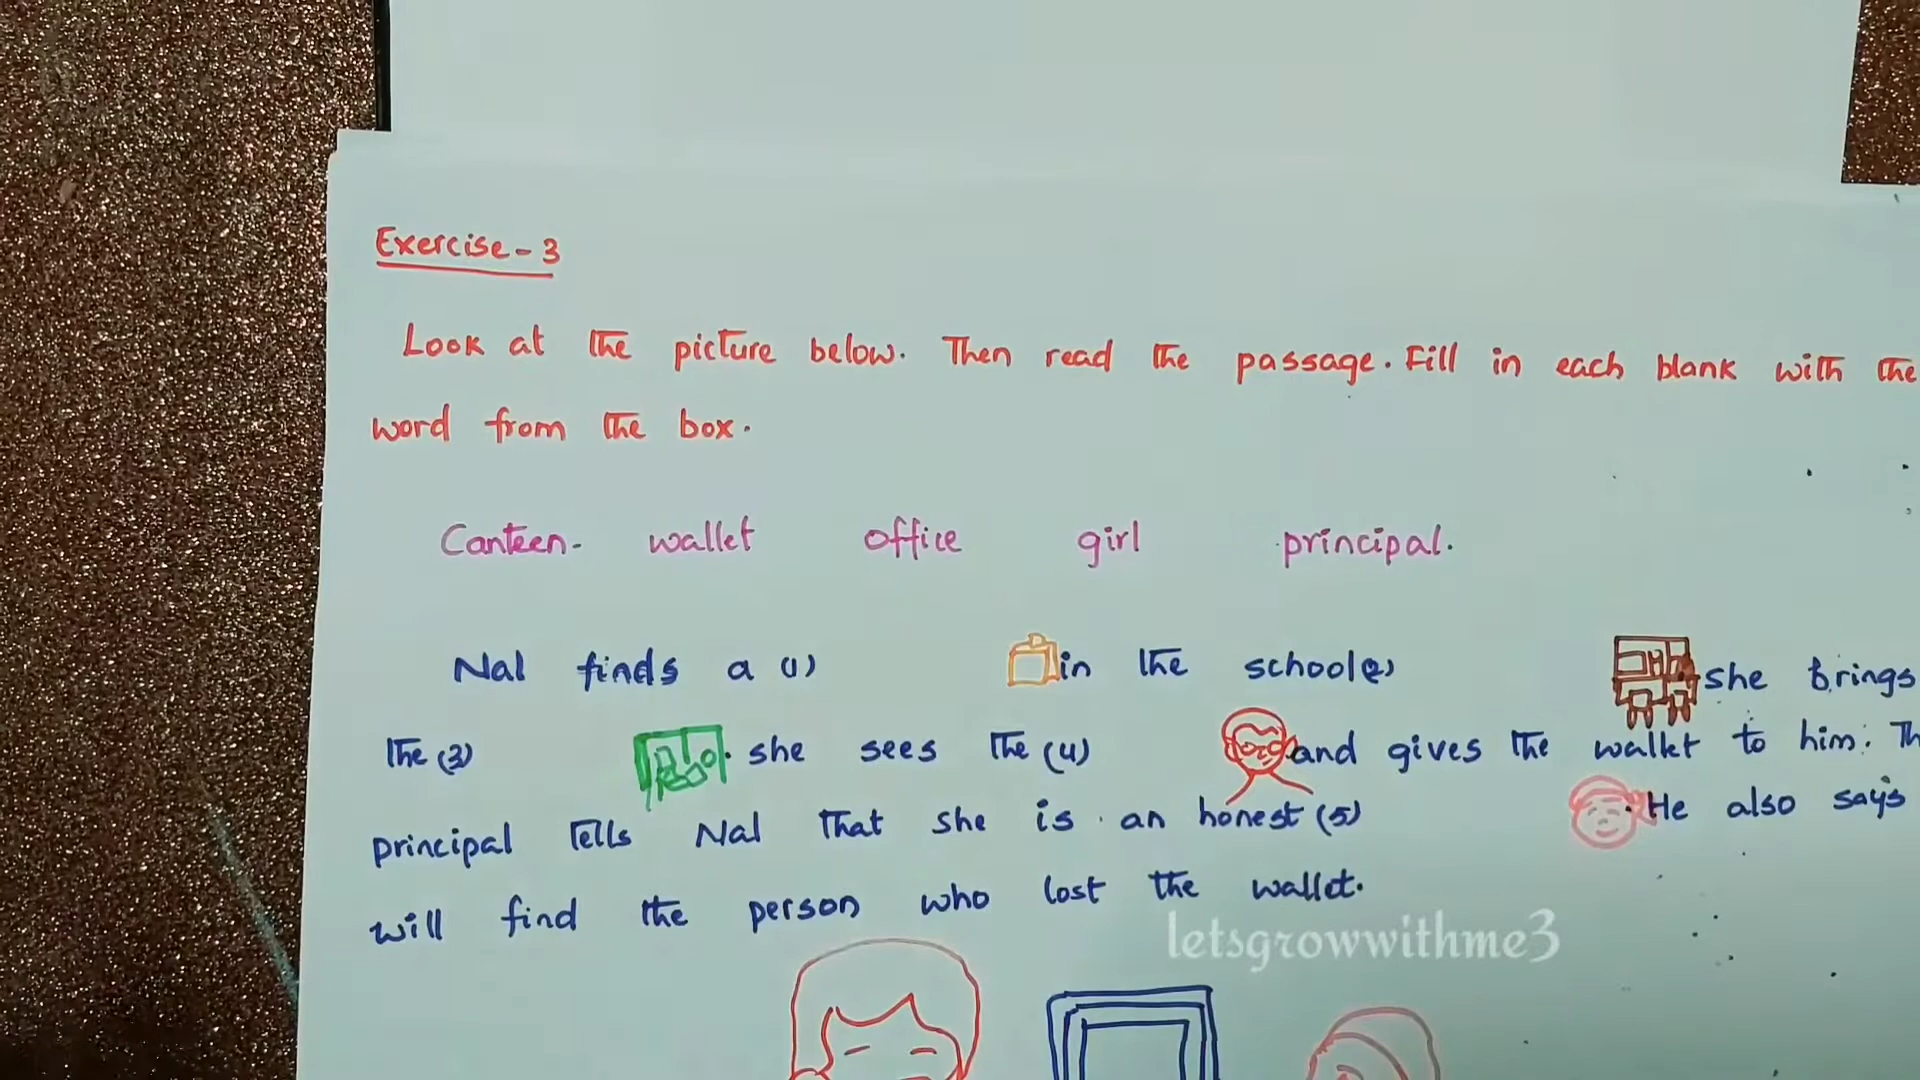 Exercise - 3
Look at the picture below. Then read the passage. Fill in each blank with the
word from the box.
Canteen- wallet office girl principal.
Nal finds a (1) in the school(2) she brings
the (3) . she sees the (4) and gives the wallet to him. Th
principal tells Nal that she is an honest (5) . He also says
will find the person who lost the wallet.
letsgrowwithme3